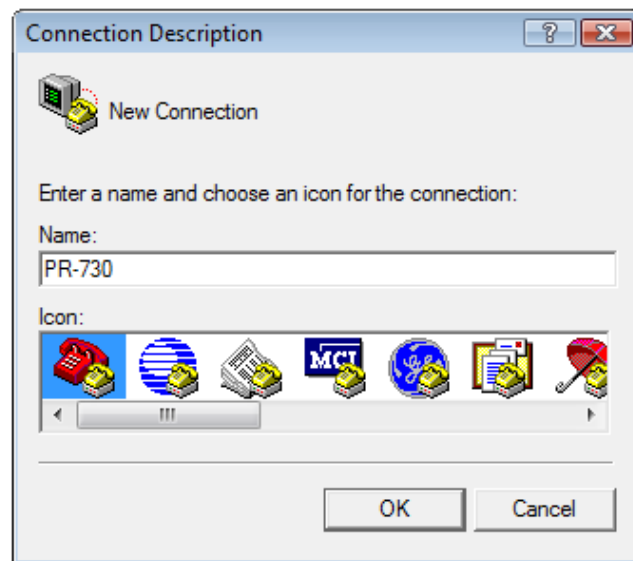 Connection Description
New Connection
Enter a name and choose an icon for the connection:
Name:
PR-730
Icon:
MCI
OK Cancel